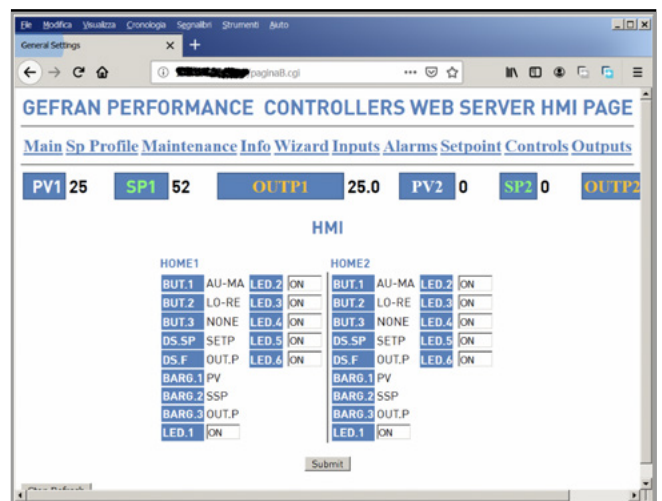 File Modifica Visualizza Cronologia Segnalibri Strumenti Aiuto
General Settings
paginaB.cgi
GEFRAN PERFORMANCE CONTROLLERS WEB SERVER HMI PAGE
Main Sp Profile Maintenance Info Wizard Inputs Alarms Setpoint Controls Outputs
PV1 25 SP1 52 OUTP1 25.0 PV2 0 SP2 0 OUTP2
HMI
HOME1 HOME2
BUT.1 AU-MA LED.2 ON BUT.1 AU-MA LED.2 ON
BUT.2 LO-RE LED.3 ON BUT.2 LO-RE LED.3 ON
BUT.3 NONE LED.4 ON BUT.3 NONE LED.4 ON
DS.SP SETP LED.5 ON DS.SP SETP LED.5 ON
DS.F OUT.P LED.6 ON DS.F OUT.P LED.6 ON
BARG.1 PV BARG.1 PV
BARG.2 SSP BARG.2 SSP
BARG.3 OUT.P BARG.3 OUT.P
LED.1 ON LED.1 ON
Submit